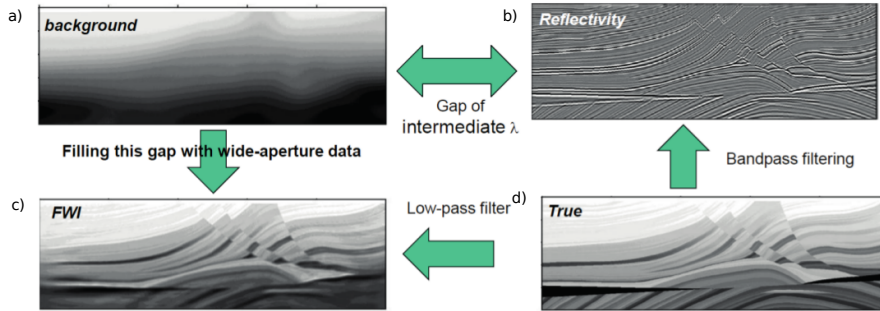 a)
background
b)
Reflectivity
Gap of
intermediate λ
Filling this gap with wide-aperture data
Bandpass filtering
c)
FWI
Low-pass filter
d)
True